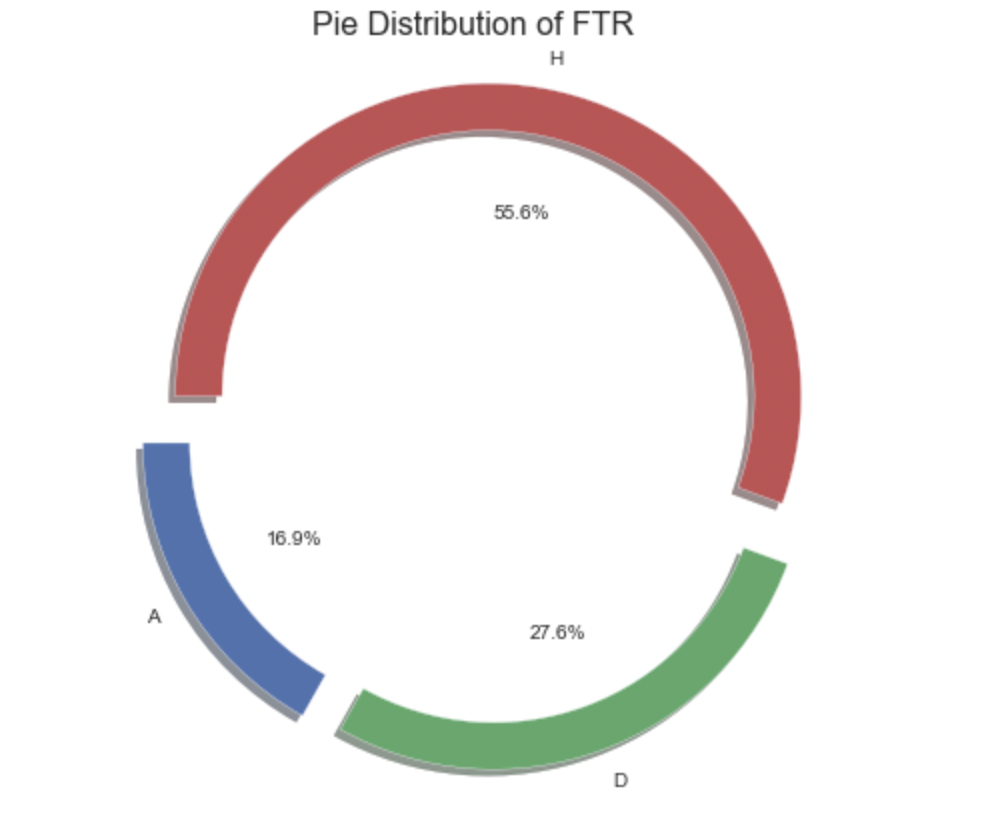 Pie Distribution of FTR
H
55.6%
16.9%
A
27.6%
D